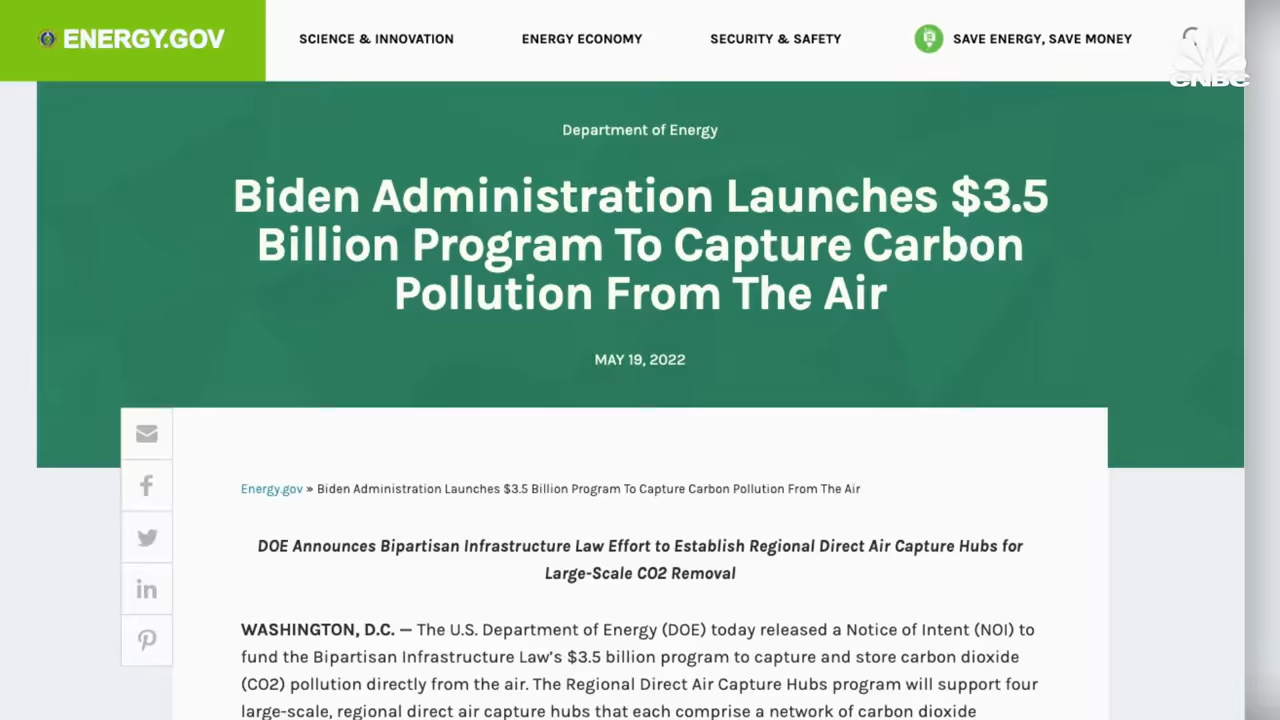 ENERGY.GOV
SCIENCE & INNOVATION
ENERGY ECONOMY
SECURITY & SAFETY
SAVE ENERGY, SAVE MONEY
CNBC
Department of Energy
Biden Administration Launches $3.5
Billion Program To Capture Carbon
Pollution From The Air
MAY 19, 2022
Energy.gov » Biden Administration Launches $3.5 Billion Program To Capture Carbon Pollution From The Air
DOE Announces Bipartisan Infrastructure Law Effort to Establish Regional Direct Air Capture Hubs for
Large-Scale CO2 Removal
WASHINGTON, D.C. — The U.S. Department of Energy (DOE) today released a Notice of Intent (NOI) to
fund the Bipartisan Infrastructure Law’s $3.5 billion program to capture and store carbon dioxide
(CO2) pollution directly from the air. The Regional Direct Air Capture Hubs program will support four
large-scale, regional direct air capture hubs that each comprise a network of carbon dioxide